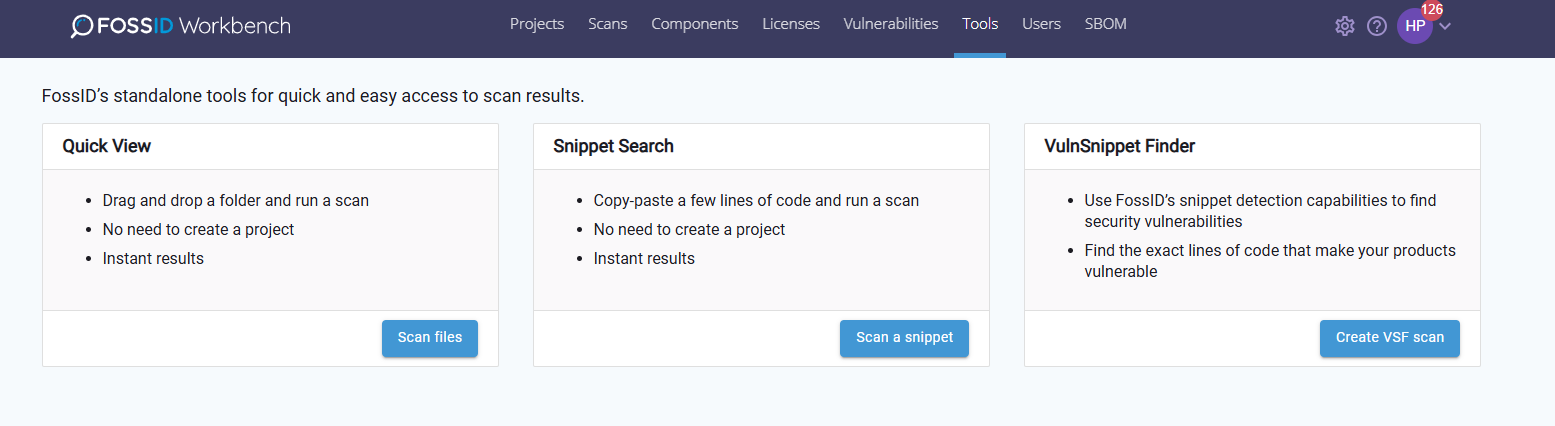 FOSSID Workbench
Projects Scans Components Licenses Vulnerabilities Tools Users SBOM
126
HP
FossID’s standalone tools for quick and easy access to scan results.
Quick View
• Drag and drop a folder and run a scan
• No need to create a project
• Instant results
Scan files
Snippet Search
• Copy-paste a few lines of code and run a scan
• No need to create a project
• Instant results
Scan a snippet
VulnSnippet Finder
• Use FossID’s snippet detection capabilities to find
security vulnerabilities
• Find the exact lines of code that make your products
vulnerable
Create VSF scan